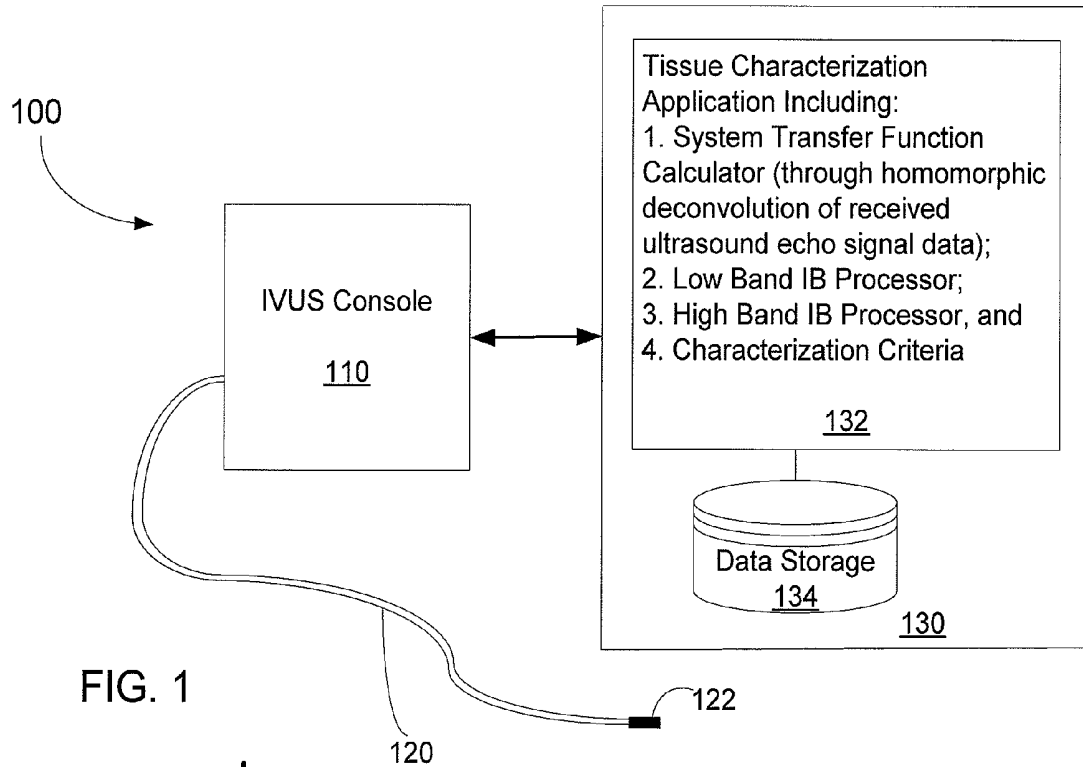 100
IVUS Console
110
Tissue Characterization
Application Including:
1. System Transfer Function
Calculator (through homomorphic
deconvolution of received
ultrasound echo signal data);
2. Low Band IB Processor;
3. High Band IB Processor, and
4. Characterization Criteria
132
Data Storage
134
130
FIG. 1
122
120